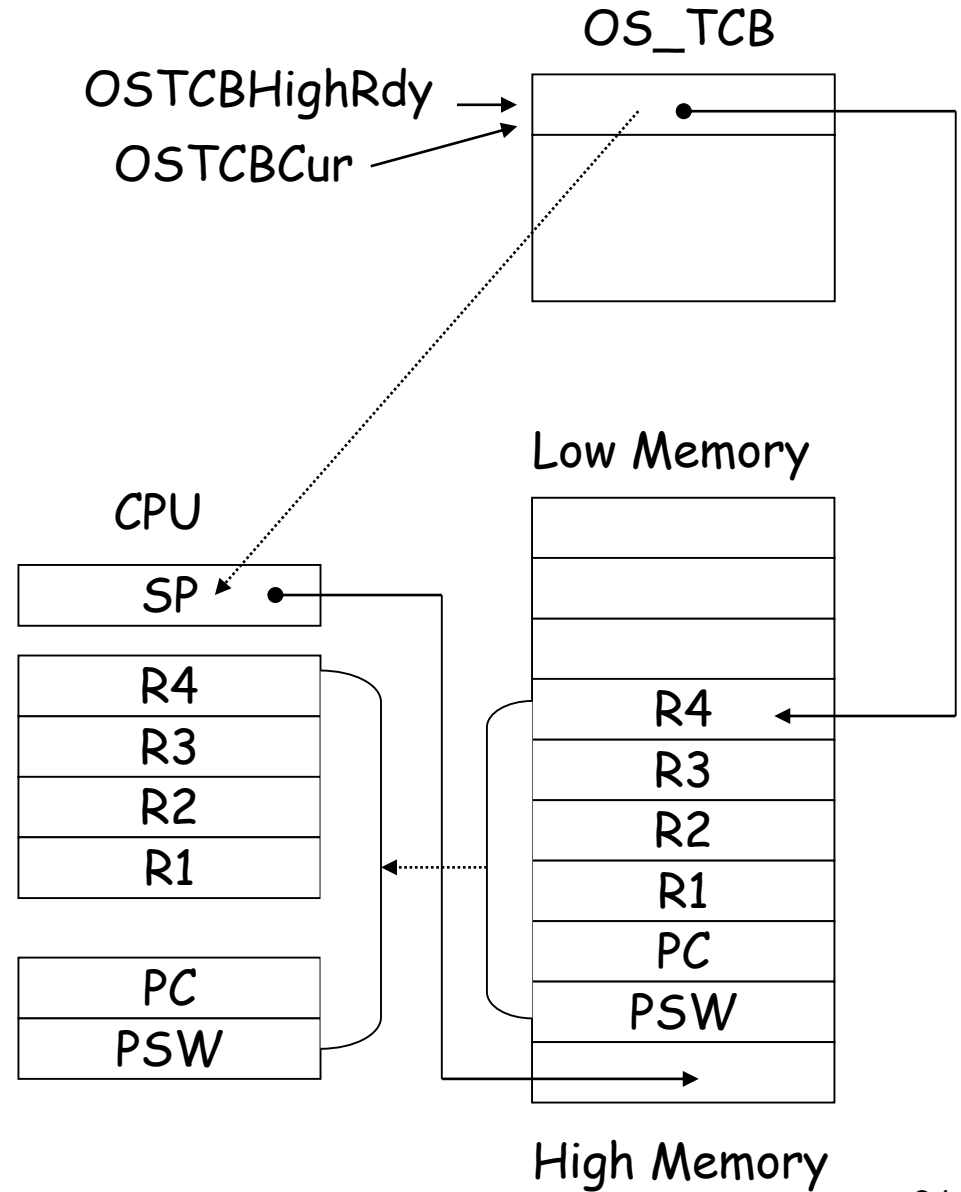 OS_TCB
OSTCBHighRdy
OSTCBCur
Low Memory
CPU
SP
R4
R3
R2
R1
PC
PSW
R4
R3
R2
R1
PC
PSW
High Memory